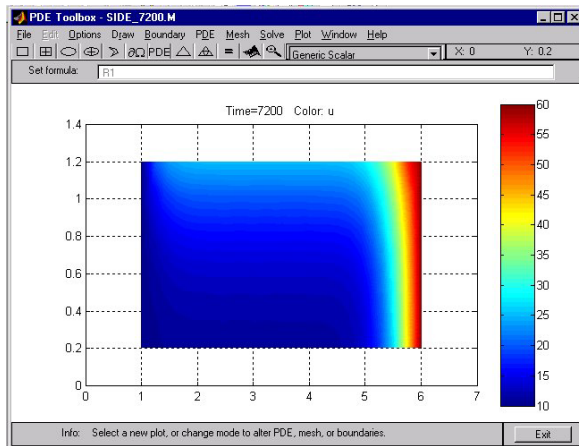 PDE Toolbox - SIDE_7200.M
File Edit Options Draw Boundary PDE Mesh Solve Plot Window Help
∂Ω PDE = Generic Scalar X: 0 Y: 0.2
Set formula: R1
Time=7200 Color: u
1.4
1.2
1
0.8
0.6
0.4
0.2
0
0 1 2 3 4 5 6 7
60
55
50
45
40
35
30
25
20
15
10
Info: Select a new plot, or change mode to alter PDE, mesh, or boundaries.
Exit